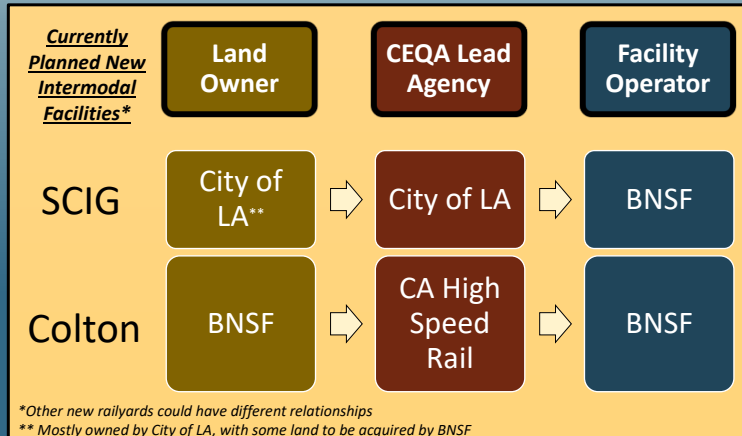 Currently
Planned New
Intermodal
Facilities*
Land
Owner
CEQA Lead
Agency
Facility
Operator
SCIG
City of
LA**
City of LA
BNSF
Colton
BNSF
CA High
Speed
Rail
BNSF
*Other new railyards could have different relationships
** Mostly owned by City of LA, with some land to be acquired by BNSF